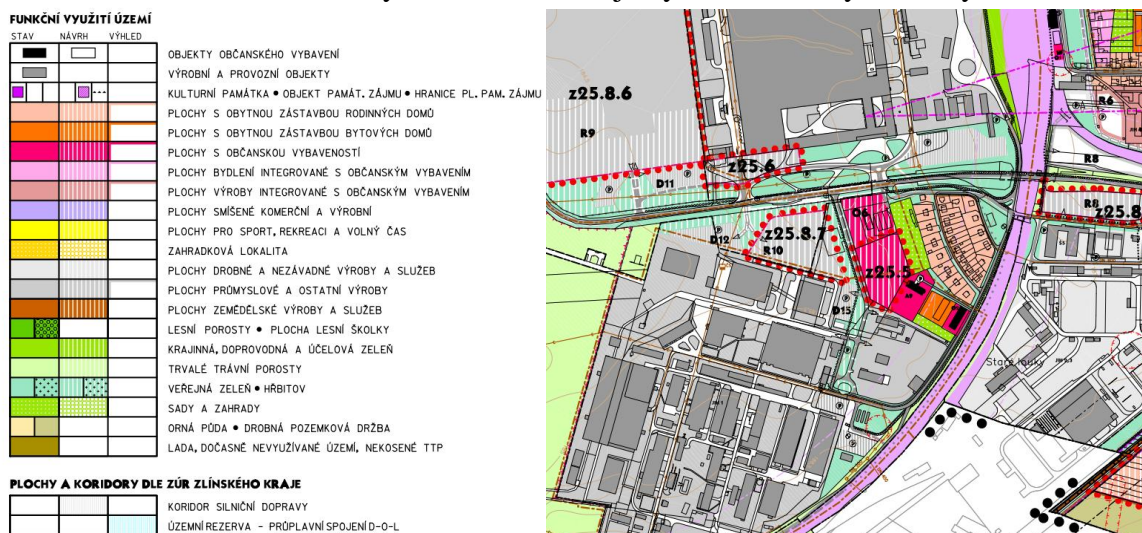 FUNKČNÍ VYUŽITÍ ÚZEMÍ
STAV NÁVRH VÝHLED
OBJEKTY OBČANSKÉHO VYBAVENÍ
VÝROBNÍ A PROVOZNÍ OBJEKTY
KULTURNÍ PAMÁTKA • OBJEKT PAMÁT. ZÁJMU • HRANICE PL. PAM. ZÁJMU
PLOCHY S OBYTNOU ZÁSTAVBOU RODINNÝCH DOMŮ
PLOCHY S OBYTNOU ZÁSTAVBOU BYTOVÝCH DOMŮ
PLOCHY S OBČANSKOU VYBAVENOSTÍ
PLOCHY BYDLENÍ INTEGROVANÉ S OBČANSKÝM VYBAVENÍM
PLOCHY VÝROBY INTEGROVANÉ S OBČANSKÝM VYBAVENÍM
PLOCHY SMÍŠENÉ KOMERČNÍ A VÝROBNÍ
PLOCHY PRO SPORT, REKREACI A VOLNÝ ČAS
ZAHRADKOVÁ LOKALITA
PLOCHY DROBNÉ A NEZÁVADNÉ VÝROBY A SLUŽEB
PLOCHY PRŮMYSLOVÉ A OSTATNÍ VÝROBY
PLOCHY ZEMĚDĚLSKÉ VÝROBY A SLUŽEB
LESNÍ POROSTY • PLOCHA LESNÍ ŠKOLKY
KRAJINNÁ, DOPROVODNÁ A ÚČELOVÁ ZELEŇ
TRVALÉ TRÁVNÍ POROSTY
VEŘEJNÁ ZELEŇ • HŘBITOV
SADY A ZAHRADY
ORNÁ PŮDA • DROBNÁ POZEMKOVÁ DRŽBA
LADA, DOČASNĚ NEVYUŽÍVANÉ ÚZEMÍ, NEKOSENÉ TTP
PLOCHY A KORIDORY DLE ZÚR ZLÍNSKÉHO KRAJE
KORIDOR SILNIČNÍ DOPRAVY
ÚZEMNÍ REZERVA - PRŮPLAVNÍ SPOJENÍ D-O-L
z25.8.6
R9
R6
z25.6
R8
D11
R8
z25.8
O6
z25.8.7
D12
R10
z25.5
D15
Staré louky